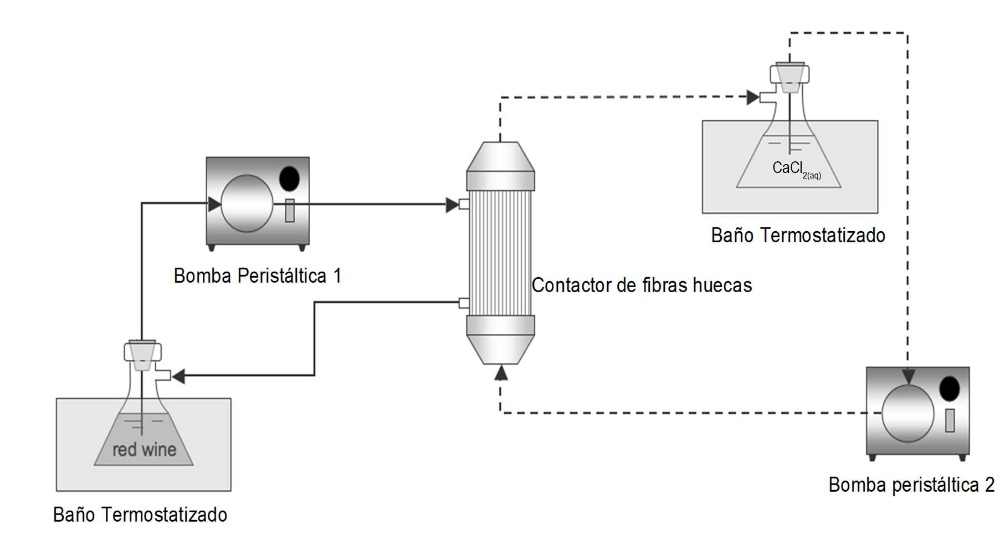 CaCl2(aq)
Baño Termostatizado
Bomba Peristáltica 1
Contactor de fibras huecas
red wine
Bomba peristáltica 2
Baño Termostatizado